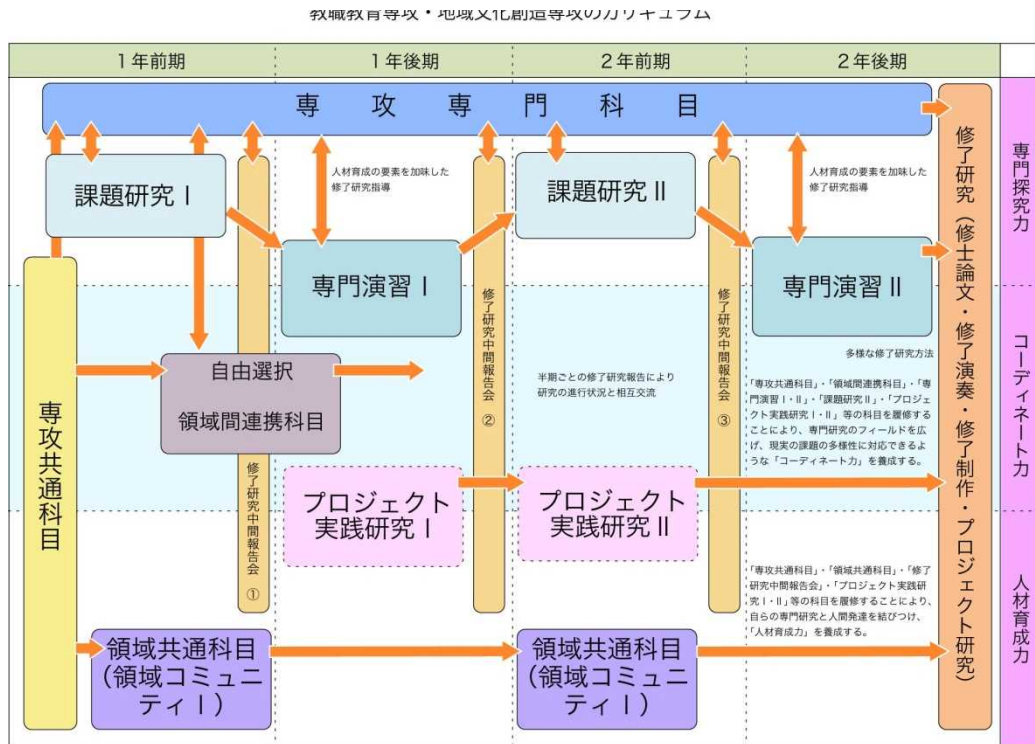 教職教育専攻・地域文化創造専攻のカリキュラム
1年前期
1年後期
2年前期
2年後期
専攻専門科目
課題研究Ⅰ
人材育成の要素を加味した
修了研究指導
課題研究Ⅱ
人材育成の要素を加味した
修了研究指導
専門演習Ⅰ
専門演習Ⅱ
自由選択
領域間連携科目
専攻共通科目
修了研究中間報告会 ①
修了研究中間報告会 ②
修了研究中間報告会 ③
半期ごとの修了研究報告により
研究の進行状況と相互交流
多様な修了研究方法
「専攻共通科目」・「領域間連携科目」・「専
門演習Ⅰ・Ⅱ」・「課題研究Ⅱ」・「プロジェ
クト実践研究Ⅰ・Ⅱ」等の科目を履修する
ことにより、専門研究のフィールドを広
げ、現実の課題の多様性に対応できる
ような「コーディネート力」を養成する。
プロジェクト
実践研究Ⅰ
プロジェクト
実践研究Ⅱ
「専攻共通科目」・「領域共通科目」・「修了
研究中間報告会」・「プロジェクト実践研
究Ⅰ・Ⅱ」等の科目を履修することにより、
自らの専門研究と人間発達を結びつけ、
「人材育成力」を養成する。
領域共通科目
(領域コミュニ
ティⅠ)
領域共通科目
(領域コミュニ
ティⅠ)
修了研究(修士論文・修了演奏・修了制作・プロジェクト研究)
専門探究力
コーディネート力
人材育成力